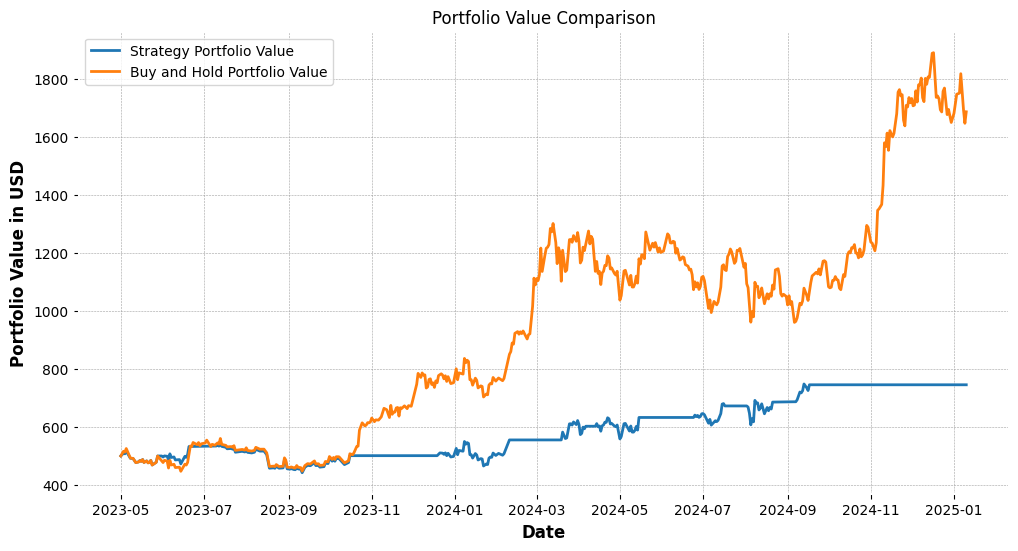 Portfolio Value Comparison
Strategy Portfolio Value
Buy and Hold Portfolio Value
Portfolio Value in USD
1800
1600
1400
1200
1000
800
600
400
2023-05 2023-07 2023-09 2023-11 2024-01 2024-03 2024-05 2024-07 2024-09 2024-11 2025-01
Date